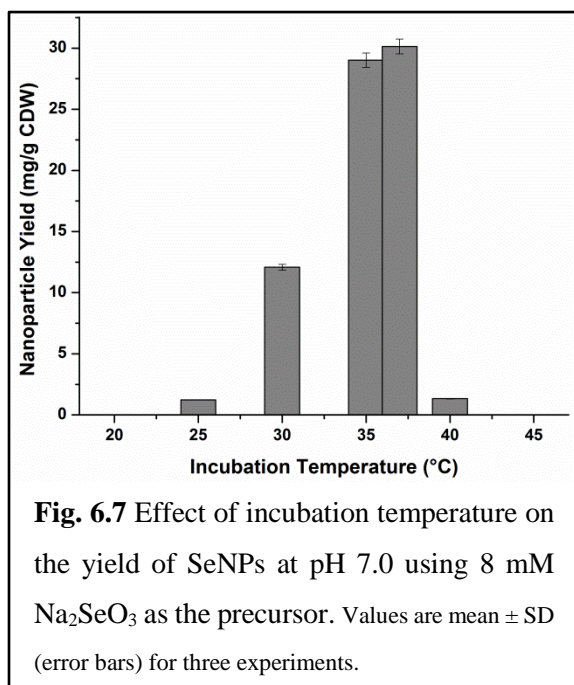 30
25
20
15
10
5
0
Nanoparticle Yield (mg/g CDW)
20 25 30 35 40 45
Incubation Temperature (°C)
Fig. 6.7 Effect of incubation temperature on
the yield of SeNPs at pH 7.0 using 8 mM
Na₂SeO₃ as the precursor. Values are mean ± SD
(error bars) for three experiments.